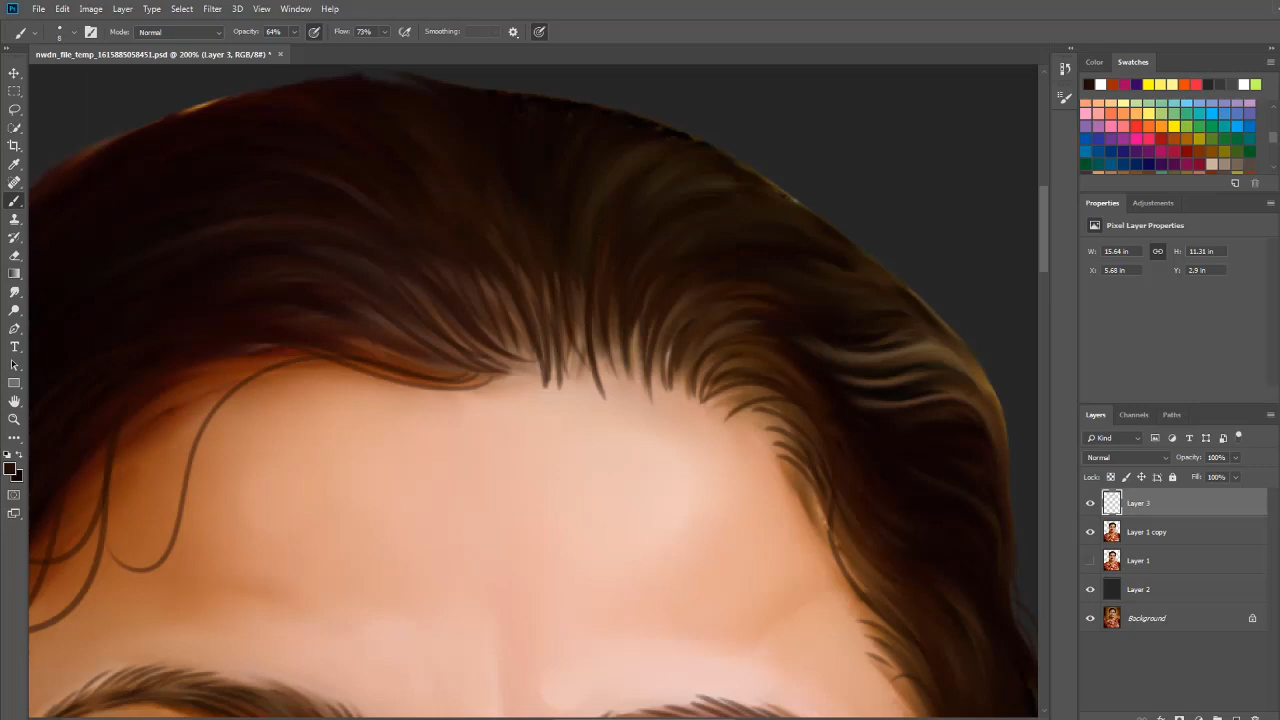 File Edit Image Layer Type Select Filter 3D View Window Help
8 Mode: Normal Opacity: 64% Flow: 73% Smoothing:
nwdn_file_temp_1615885058451.psd @ 200% (Layer 3, RGB/8#) * ×
Color Swatches
Properties Adjustments
Pixel Layer Properties
W: 15.64 in H: 11.31 in
X: 5.68 in Y: 2.9 in
Layers Channels Paths
Kind
Normal Opacity: 100%
Lock: Fill: 100%
Layer 3
Layer 1 copy
Layer 1
Layer 2
Background